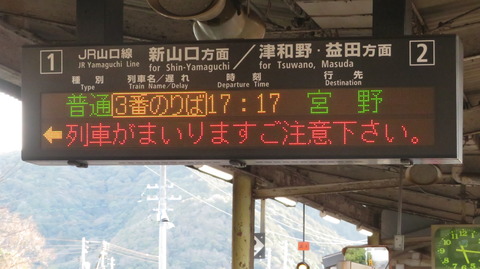 1 JR山口線 新山口方面／津和野・益田方面 2
JR Yamaguchi Line for Shin-Yamaguchi for Tsuwano, Masuda
種別 列車名/遅れ 時刻 行先
Type Train Name/Delay Departure Time Destination
普通 3番のりば 17:17 宮野
←列車がまいりますご注意下さい。